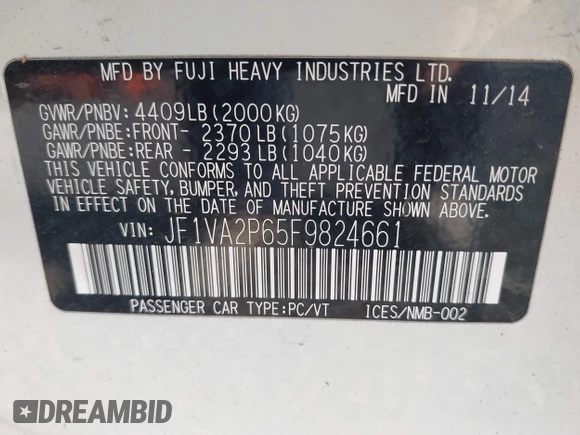 MFD BY FUJI HEAVY INDUSTRIES LTD.
MFD IN 11/14
GVWR/PNBV: 4409LB(2000KG)
GAWR/PNBE:FRONT- 2370LB(1075KG)
GAWR/PNBE:REAR - 2293LB(1040KG)
THIS VEHICLE CONFORMS TO ALL APPLICABLE FEDERAL MOTOR
VEHICLE SAFETY, BUMPER, AND THEFT PREVENTION STANDARDS
IN EFFECT ON THE DATE OF MANUFACTURE SHOWN ABOVE.
VIN: JF1VA2P65F9824661
PASSENGER CAR TYPE:PC/VT ICES/NMB-002
DREAMBID